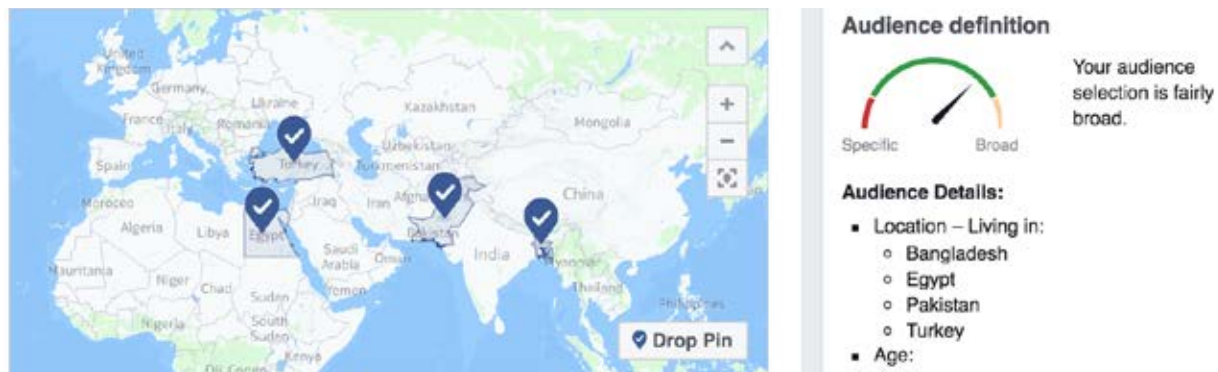 United
Kingdom
Germany
Ukraine
Kazakhstan
France
Romania
Mongolia
Italy
Uzbekistan
Spain
Turkey
Turkmenistan
China
Morocco
Iraq
Iran
Algeria
Libya
Egypt
Pakistan
Saudi
Arabia
Oman
India
Myanmar
Mauritania
Niger
Chad
Sudan
Yemen
Thailand
Philippines
Nigeria
South
Sudan
Kenya
Drop Pin
Audience definition
Your audience
selection is fairly
broad.
Specific
Broad
Audience Details:
▪ Location – Living in:
○ Bangladesh
○ Egypt
○ Pakistan
○ Turkey
▪ Age: